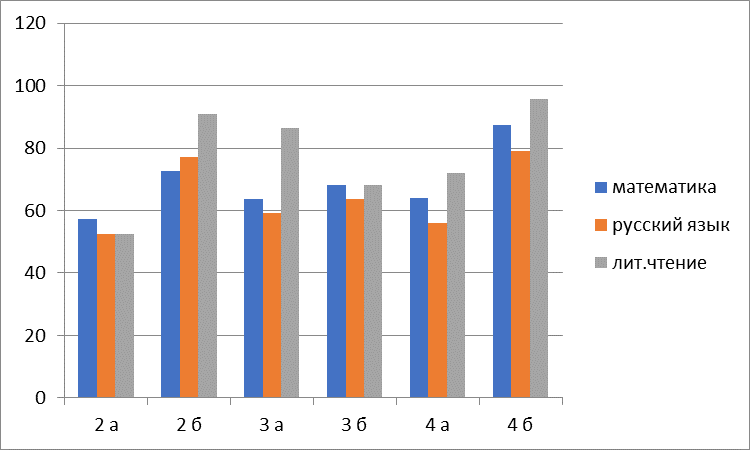 120
100
80
60
40
20
0
2 а 2 б 3 а 3 б 4 а 4 б
математика
русский язык
лит.чтение